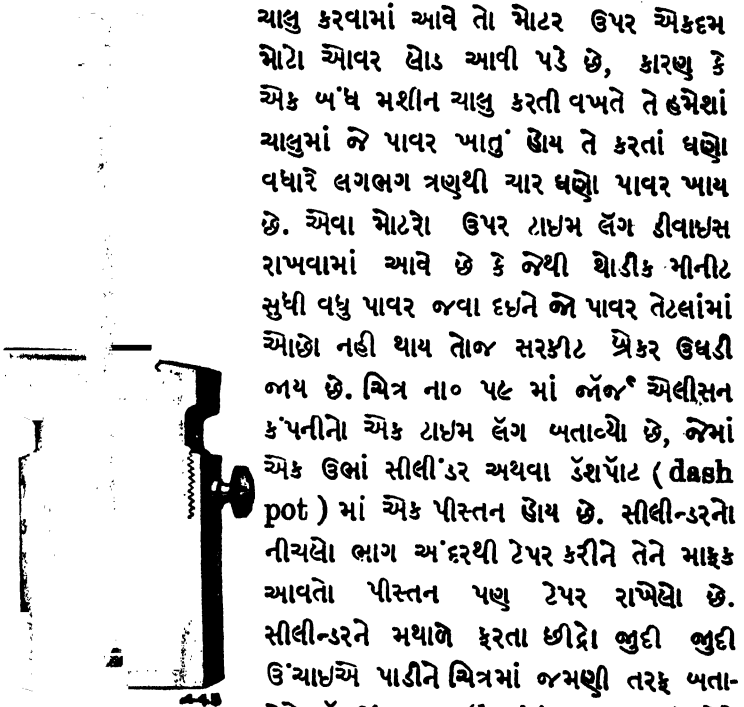 ચાલુ કરવામાં આવે તો મોટર ઉપર એકદમ
મોટો ઓવર લોડ આવી પડે છે, કારણુ કે
એક બંધ મશીન ચાલુ કરતી વખતે તે હમેશાં
ચાલુમાં જે પાવર ખાતું હોય તે કરતાં ઘણો
વધારે લગભગ ત્રણુથી ચાર ઘણો પાવર ખાય
છે. એવા મોટરો ઉપર ટાઇમ લૅગ ડીવાઇસ
રાખવામાં આવે છે કે જેથી થોડીક મીનીટ
સુધી વધુ પાવર જવા દઇને જો પાવર તેટલાંમાં
ઓછો નહી થાય તોજ સરકીટ બ્રેકર ઉઘડી
જાય છે. ચિત્ર ના૦ ૫૯ માં જ્યૉર્જ એલીસન
કંપનીનો એક ટાઇમ લૅગ બતાવ્યો છે, જેમાં
એક ઉભાં સીલીંડર અથવા ડૅશપૉટ ( dash
pot ) માં એક પીસ્તન હોય છે. સીલીન્ડરનો
નીચલો ભાગ અંદરથી ટેપર કરીને તેને માફક
આવતો પીસ્તન પણુ ટેપર રાખેલો છે.
સીલીન્ડરને મથાળે ફરતા છીદ્રો જુદી જુદી
ઉંચાઇએ પાડીને ચિત્રમાં જમણી તરફ બતા-
445